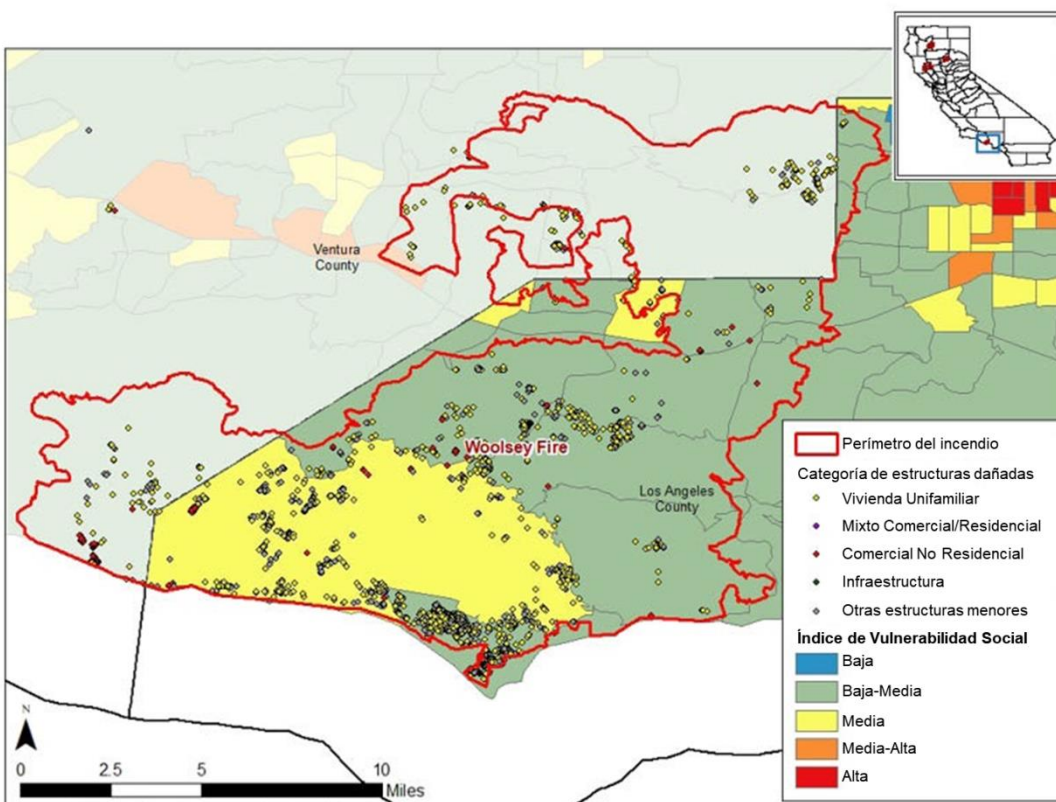 Ventura
County
Woolsey Fire
Los Angeles
County
Perímetro del incendio
Categoría de estructuras dañadas
Vivienda Unifamiliar
Mixto Comercial/Residencial
Comercial No Residencial
Infraestructura
Otras estructuras menores
Índice de Vulnerabilidad Social
Baja
Baja-Media
Media
Media-Alta
Alta
N
0 2.5 5 10
Miles